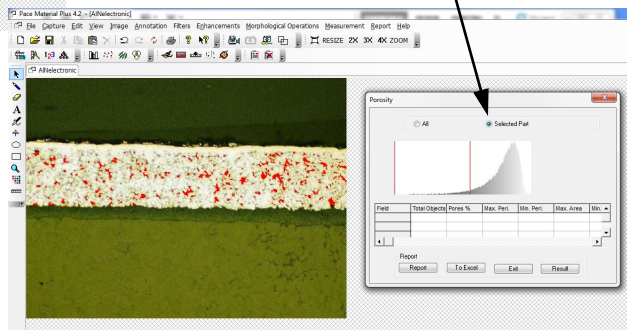 Pace Material Plus 4.2 - [AlNelectronic]
File Capture Edit View Image Annotation Filters Enhancements Morphological Operations Measurement Report Help
RESIZE 2X 3X 4X ZOOM
123
AlNelectronic
A
Porosity
All Selected Part
Field Total Objects Pores % Max. Peri. Min. Peri. Max. Area Min.
Report
Report To Excel Exit Result